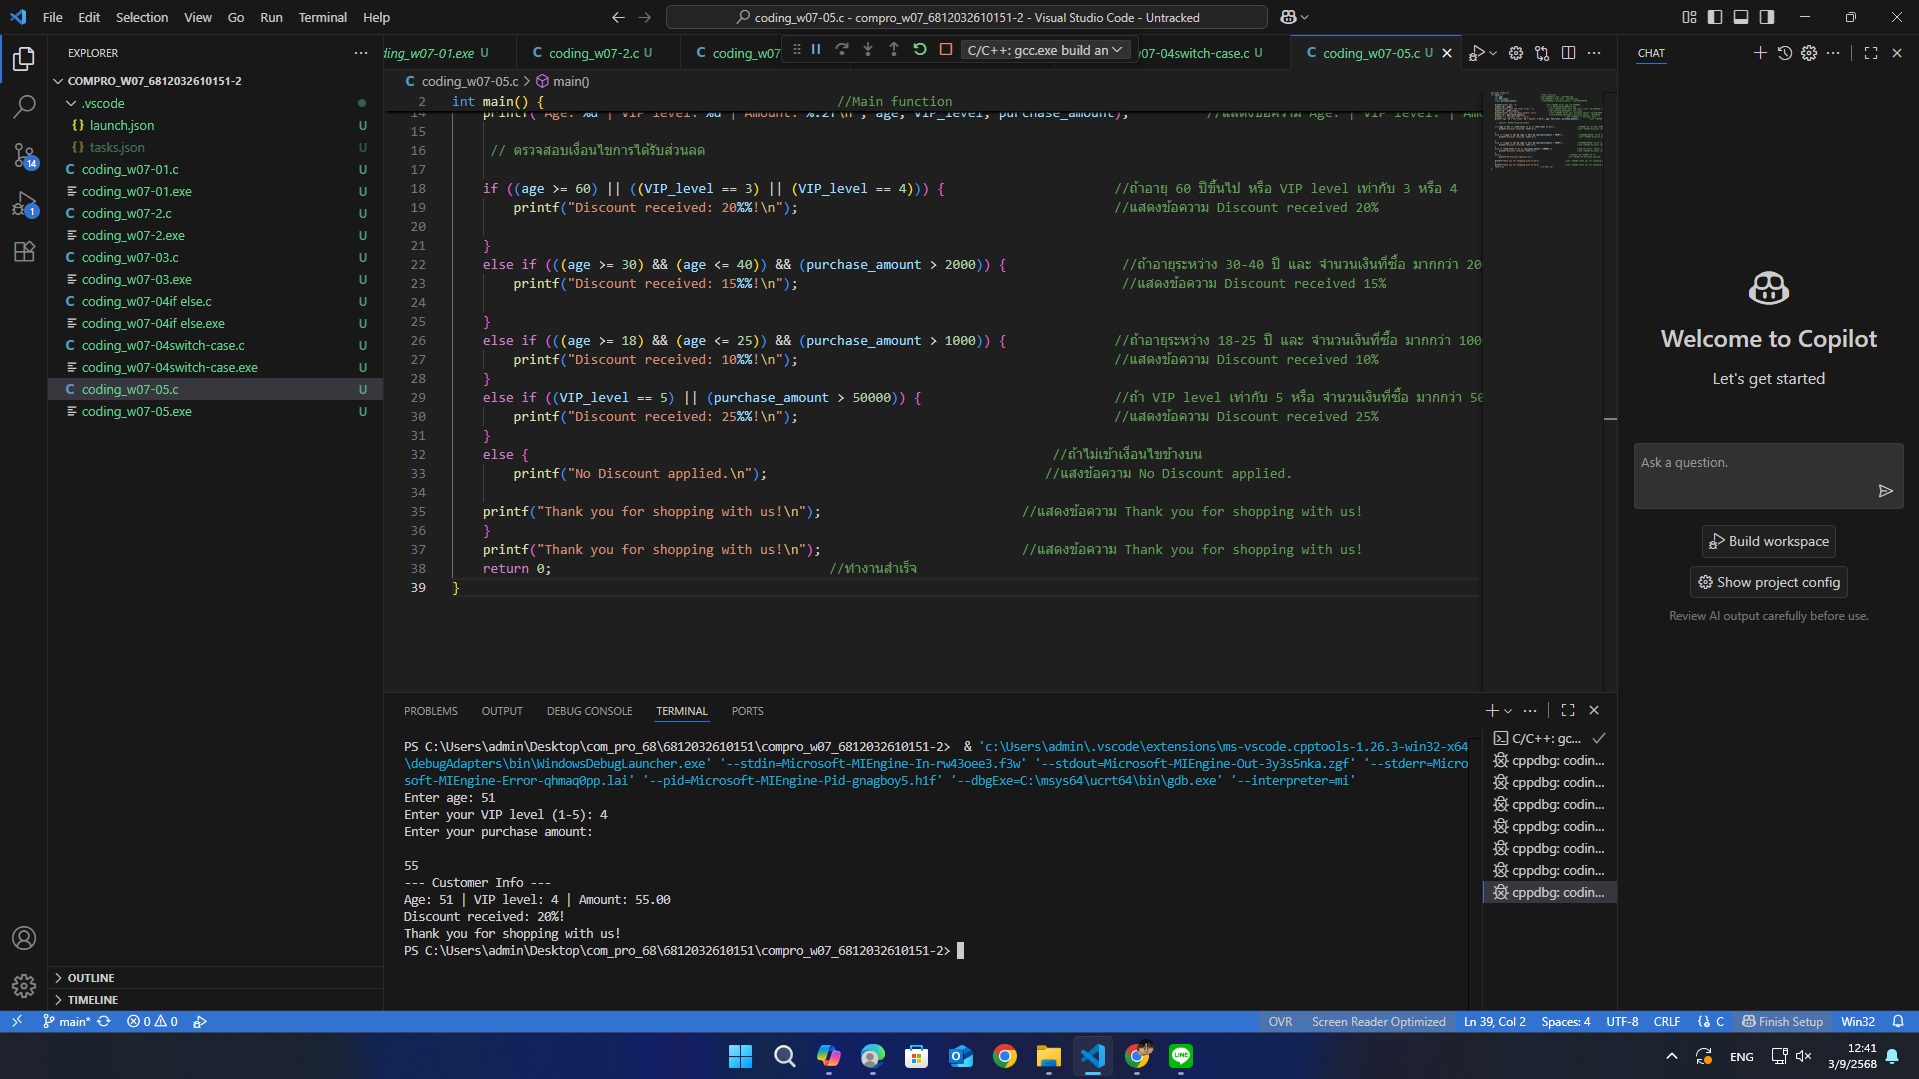 File Edit Selection View Go Run Terminal Help
coding_w07-05.c - compro_w07_6812032610151-2 - Visual Studio Code - Untracked
EXPLORER
COMPRO_W07_6812032610151-2
.vscode
launch.json U
tasks.json U
coding_w07-01.c U
coding_w07-01.exe U
coding_w07-2.c U
coding_w07-2.exe U
coding_w07-03.c U
coding_w07-03.exe U
coding_w07-04if else.c U
coding_w07-04if else.exe U
coding_w07-04switch-case.c U
coding_w07-04switch-case.exe U
coding_w07-05.c U
coding_w07-05.exe U
OUTLINE
TIMELINE
14
1
ding_w07-01.exe U
coding_w07-2.c U
coding_w07
C/C++: gcc.exe build an
07-04switch-case.c U
coding_w07-05.c U
coding_w07-05.c > main()
2 int main() { //Main function
14 printf("Age: %d | VIP level: %d | Amount: %.2f\n", age, VIP_level, purchase_amount); //แสดงข้อความ Age: | VIP level: | Amo
15
16 // ตรวจสอบเงื่อนไขการได้รับส่วนลด
17
18 if ((age >= 60) || ((VIP_level == 3) || (VIP_level == 4))) { //ถ้าอายุ 60 ปีขึ้นไป หรือ VIP level เท่ากับ 3 หรือ 4
19 printf("Discount received: 20%%!\n"); //แสดงข้อความ Discount received 20%
20
21 }
22 else if (((age >= 30) && (age <= 40)) && (purchase_amount > 2000)) { //ถ้าอายุระหว่าง 30-40 ปี และ จำนวนเงินที่ซื้อ มากกว่า 20
23 printf("Discount received: 15%%!\n"); //แสดงข้อความ Discount received 15%
24
25 }
26 else if (((age >= 18) && (age <= 25)) && (purchase_amount > 1000)) { //ถ้าอายุระหว่าง 18-25 ปี และ จำนวนเงินที่ซื้อ มากกว่า 100
27 printf("Discount received: 10%%!\n"); //แสดงข้อความ Discount received 10%
28 }
29 else if ((VIP_level == 5) || (purchase_amount > 50000)) { //ถ้า VIP level เท่ากับ 5 หรือ จำนวนเงินที่ซื้อ มากกว่า 50
30 printf("Discount received: 25%%!\n"); //แสดงข้อความ Discount received 25%
31 }
32 else { //ถ้าไม่เข้าเงื่อนไขข้างบน
33 printf("No Discount applied.\n"); //แสงข้อความ No Discount applied.
34
35 printf("Thank you for shopping with us!\n"); //แสดงข้อความ Thank you for shopping with us!
36 }
37 printf("Thank you for shopping with us!\n"); //แสดงข้อความ Thank you for shopping with us!
38 return 0; //ทำงานสำเร็จ
39 }
PROBLEMS OUTPUT DEBUG CONSOLE TERMINAL PORTS
PS C:\Users\admin\Desktop\com_pro_68\6812032610151\compro_w07_6812032610151-2> & 'c:\Users\admin\.vscode\extensions\ms-vscode.cpptools-1.26.3-win32-x64
\debugAdapters\bin\WindowsDebugLauncher.exe' '--stdin=Microsoft-MIEngine-In-rw43oee3.f3w' '--stdout=Microsoft-MIEngine-Out-3y3s5nka.zgf' '--stderr=Micro
soft-MIEngine-Error-qhmaq0pp.lai' '--pid=Microsoft-MIEngine-Pid-gnagboy5.h1f' '--dbgExe=C:\msys64\ucrt64\bin\gdb.exe' '--interpreter=mi'
Enter age: 51
Enter your VIP level (1-5): 4
Enter your purchase amount:
55
--- Customer Info ---
Age: 51 | VIP level: 4 | Amount: 55.00
Discount received: 20%!
Thank you for shopping with us!
PS C:\Users\admin\Desktop\com_pro_68\6812032610151\compro_w07_6812032610151-2>
C/C++: gc...
cppdbg: codin...
cppdbg: codin...
cppdbg: codin...
cppdbg: codin...
cppdbg: codin...
cppdbg: codin...
cppdbg: codin...
CHAT
Welcome to Copilot
Let's get started
Ask a question.
Build workspace
Show project config
Review AI output carefully before use.
main* 0 0
OVR Screen Reader Optimized Ln 39, Col 2 Spaces: 4 UTF-8 CRLF C Finish Setup Win32
ENG
12:41
3/9/2568